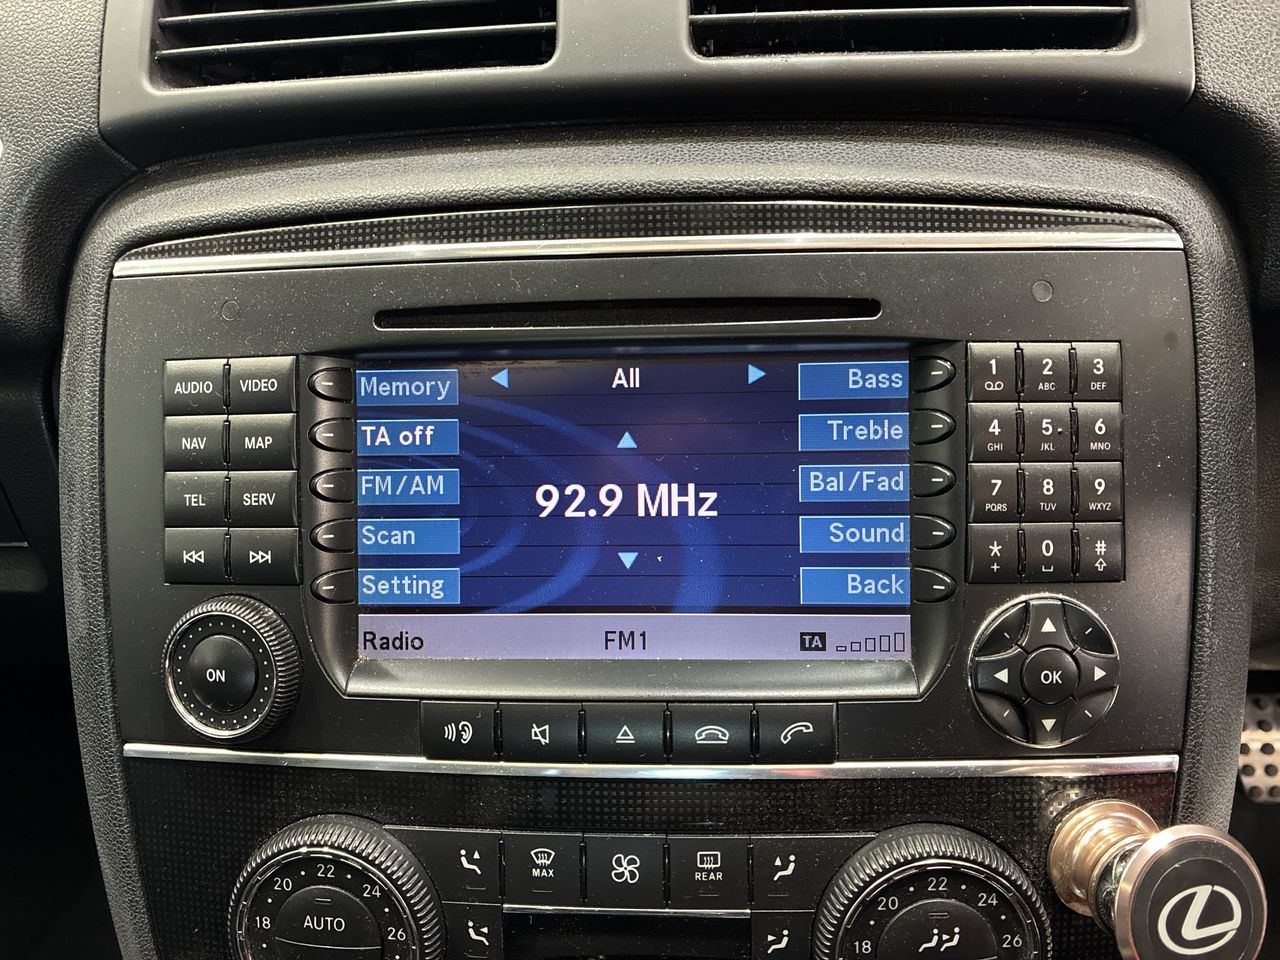 AUDIO VIDEO
NAV MAP
TEL SERV
ON
Memory
TA off
FM/AM
Scan
Setting
All
92.9 MHz
Bass
Treble
Bal/Fad
Sound
Back
Radio FM1 TA
1 2 ABC 3 DEF
4 GHI 5 JKL 6 MNO
7 PQRS 8 TUV 9 WXYZ
* + 0 #
OK
18 20 22 24 26
AUTO
MAX
REAR
18 20 22 24 26